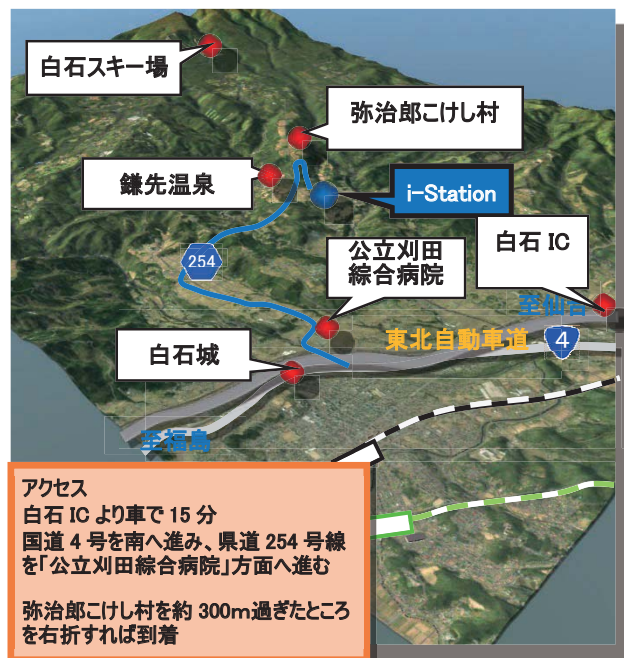 白石スキー場
弥治郎こけし村
鎌先温泉
i-Station
白石 IC
254
公立刈田
綜合病院
至仙台
東北自動車道
4
白石城
至福島
アクセス
白石 IC より車で 15 分
国道 4 号を南へ進み、県道 254 号線
を「公立刈田綜合病院」方面へ進む
弥治郎こけし村を約 300m過ぎたところ
を右折すれば到着